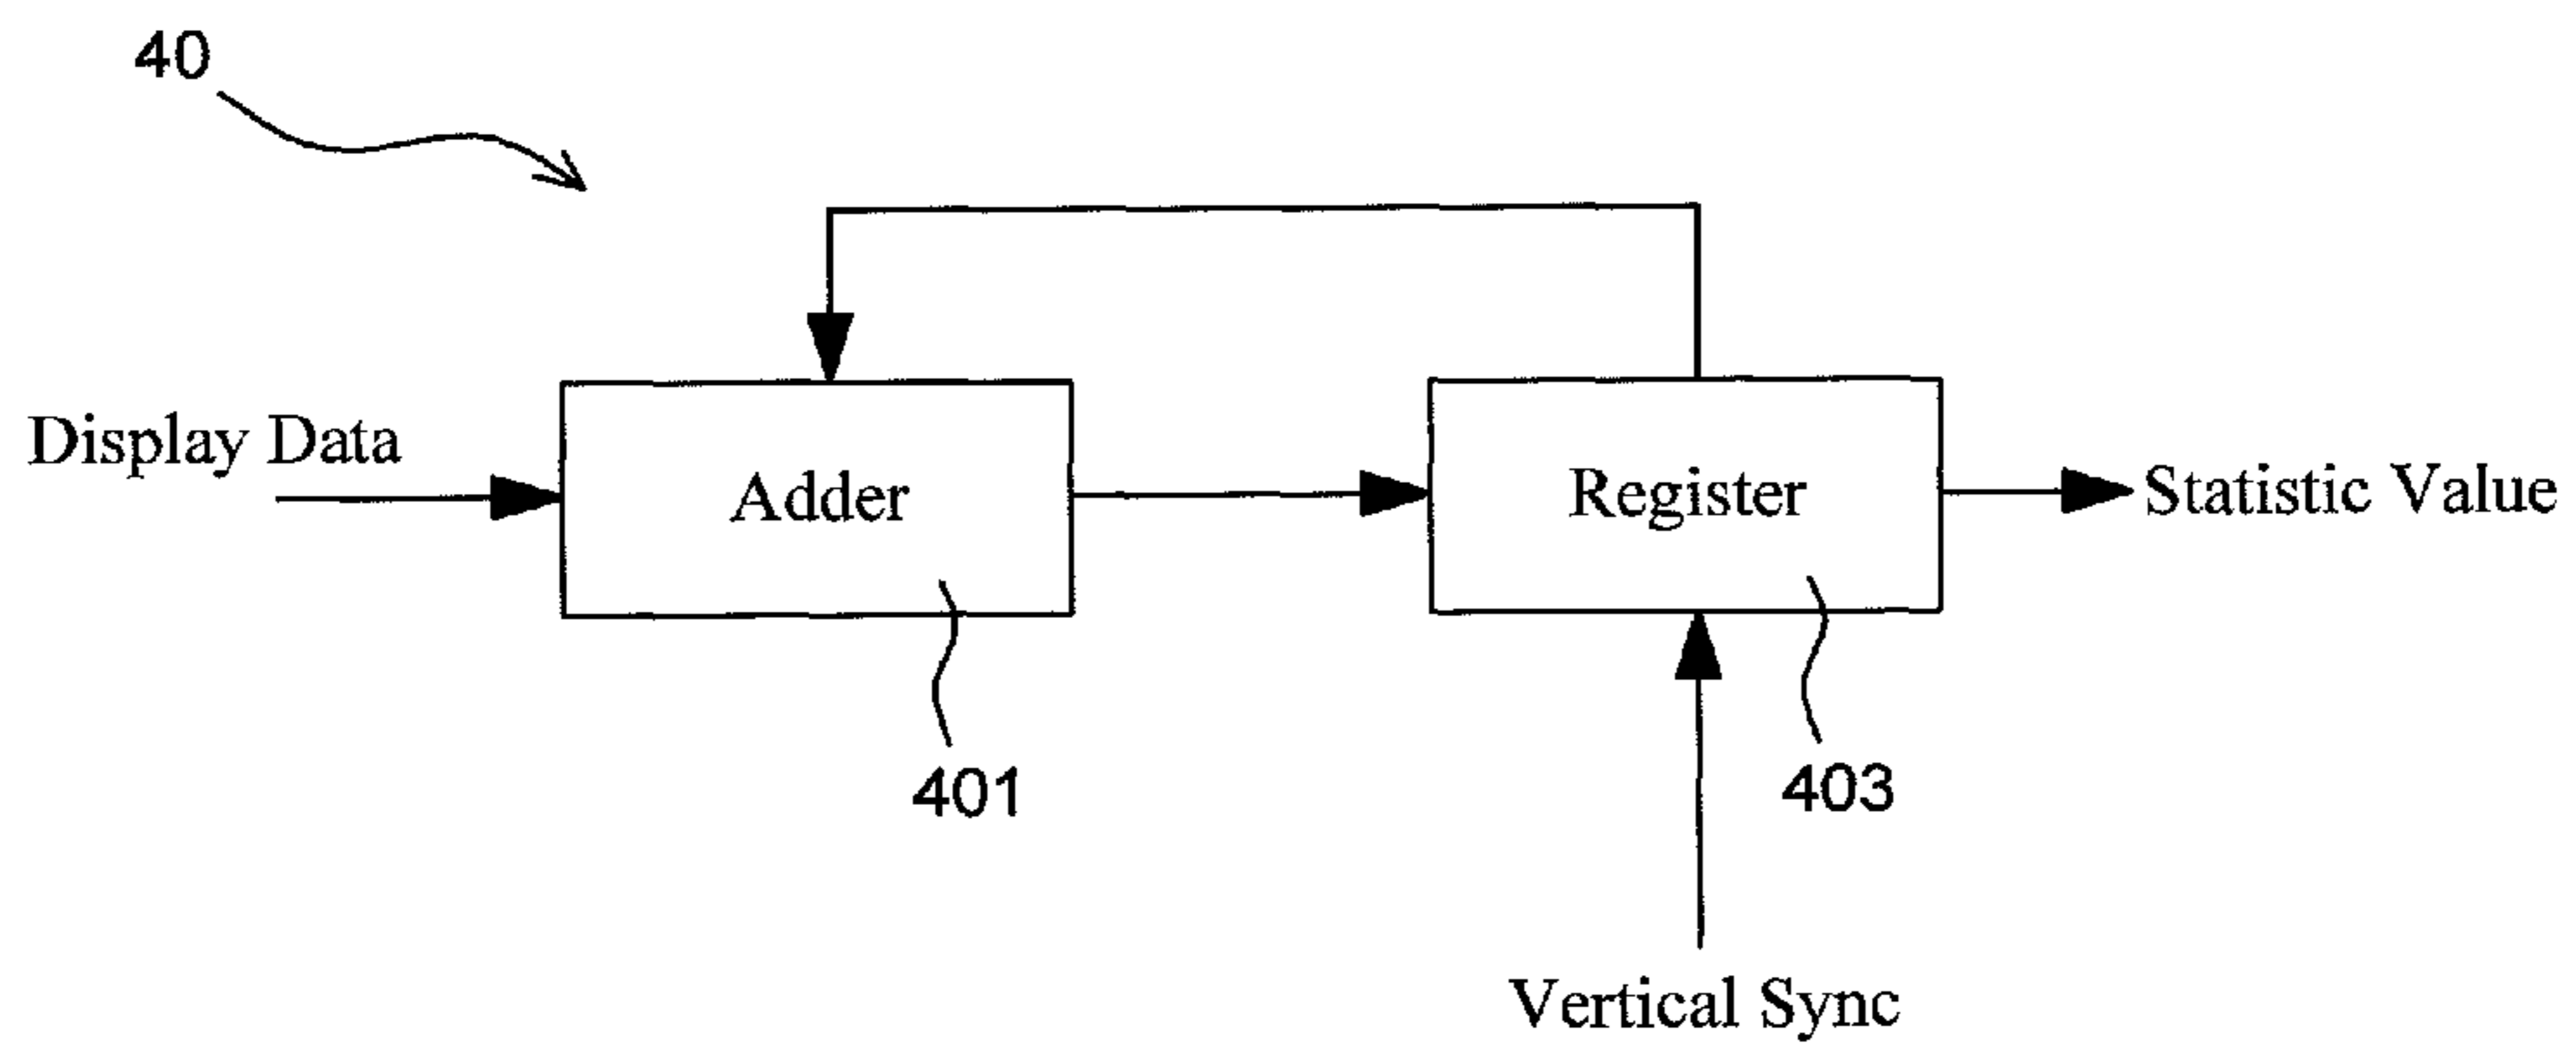 40
Display Data
Adder
Register
Statistic Value
401
403
Vertical Sync